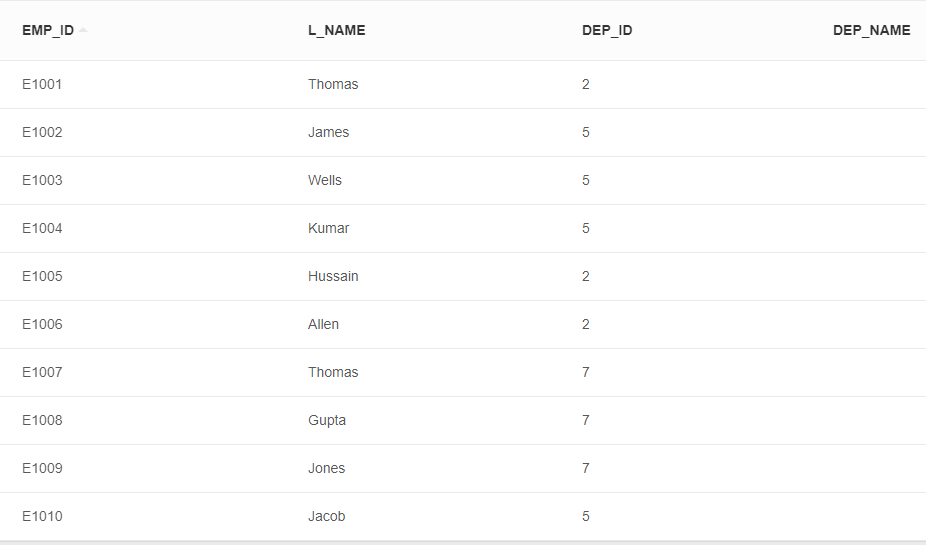 EMP_ID L_NAME DEP_ID DEP_NAME
E1001 Thomas 2
E1002 James 5
E1003 Wells 5
E1004 Kumar 5
E1005 Hussain 2
E1006 Allen 2
E1007 Thomas 7
E1008 Gupta 7
E1009 Jones 7
E1010 Jacob 5